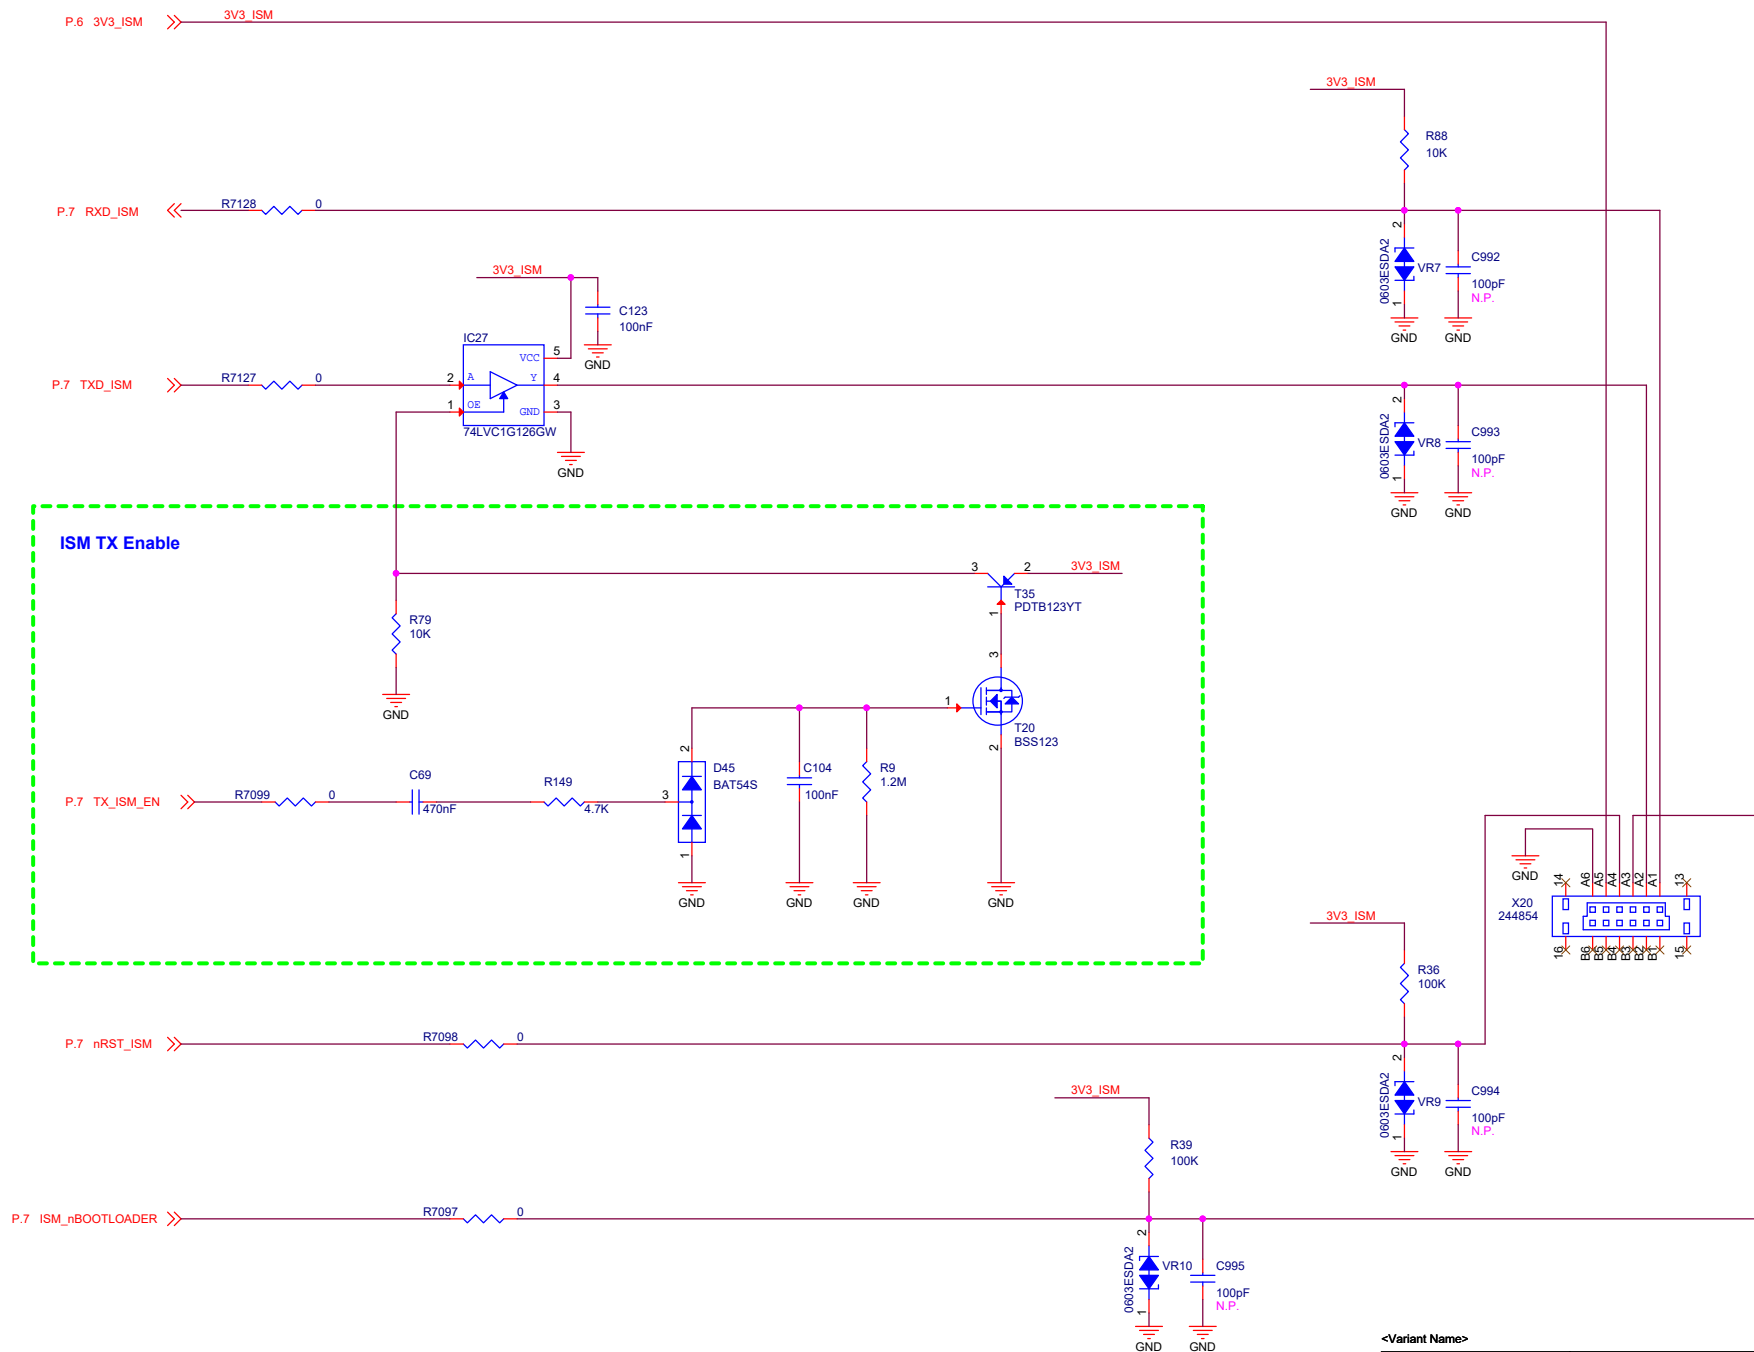 P.6 3V3_ISM
3V3_ISM
3V3_ISM
R88
10K
P.7 RXD_ISM
R7128
0
2
0603ESDA2
VR7
1
GND
C992
100pF
N.P.
GND
3V3_ISM
C123
100nF
GND
IC27
VCC
5
P.7 TXD_ISM
R7127
0
2
A
Y
4
1
OE
GND
3
74LVC1G126GW
GND
2
0603ESDA2
VR8
1
GND
C993
100pF
N.P.
GND
ISM TX Enable
3
2
3V3_ISM
T35
PDTB123YT
1
R79
10K
GND
3
1
T20
BSS123
2
GND
P.7 TX_ISM_EN
R7099
0
C69
470nF
R149
4.7K
3
2
D45
BAT54S
1
GND
C104
100nF
GND
R9
1.2M
GND
GND
14
A6
A5
A4
A3
A2
A1
13
X20
244854
16
B6
B5
B4
B3
B2
B1
15
3V3_ISM
R36
100K
P.7 nRST_ISM
R7098
0
2
0603ESDA2
VR9
1
GND
C994
100pF
N.P.
GND
3V3_ISM
R39
100K
P.7 ISM_nBOOTLOADER
R7097
0
2
0603ESDA2
VR10
1
GND
C995
100pF
N.P.
GND
<Variant Name>